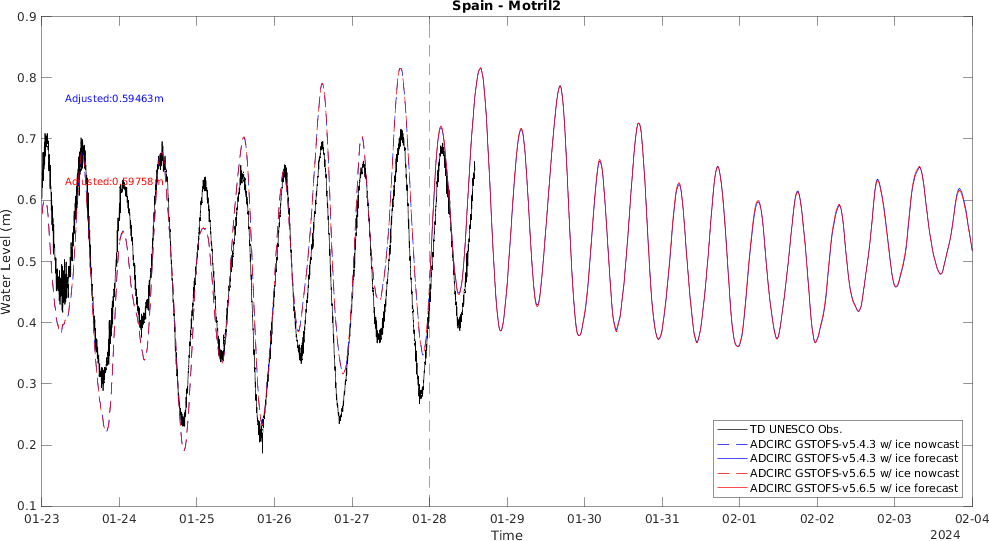 Spain - Motril2
0.9
0.8
0.7
0.6
0.5
0.4
0.3
0.2
0.1
Water Level (m)
Adjusted:0.59463m
Adjusted:0.59758m
TD UNESCO Obs.
ADCIRC GSTOFS-v5.4.3 w/ ice nowcast
ADCIRC GSTOFS-v5.4.3 w/ ice forecast
ADCIRC GSTOFS-v5.6.5 w/ ice nowcast
ADCIRC GSTOFS-v5.6.5 w/ ice forecast
01-23 01-24 01-25 01-26 01-27 01-28 01-29 01-30 01-31 02-01 02-02 02-03 02-04
Time
2024